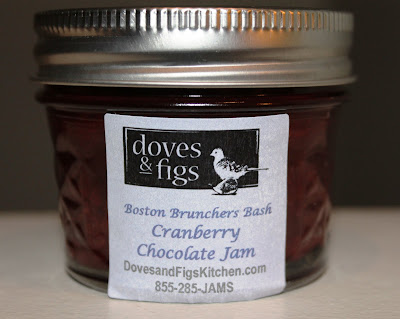 doves
& figs
Boston Brunchers Bash
Cranberry
Chocolate Jam
DovesandFigsKitchen.com
855-285-JAMS